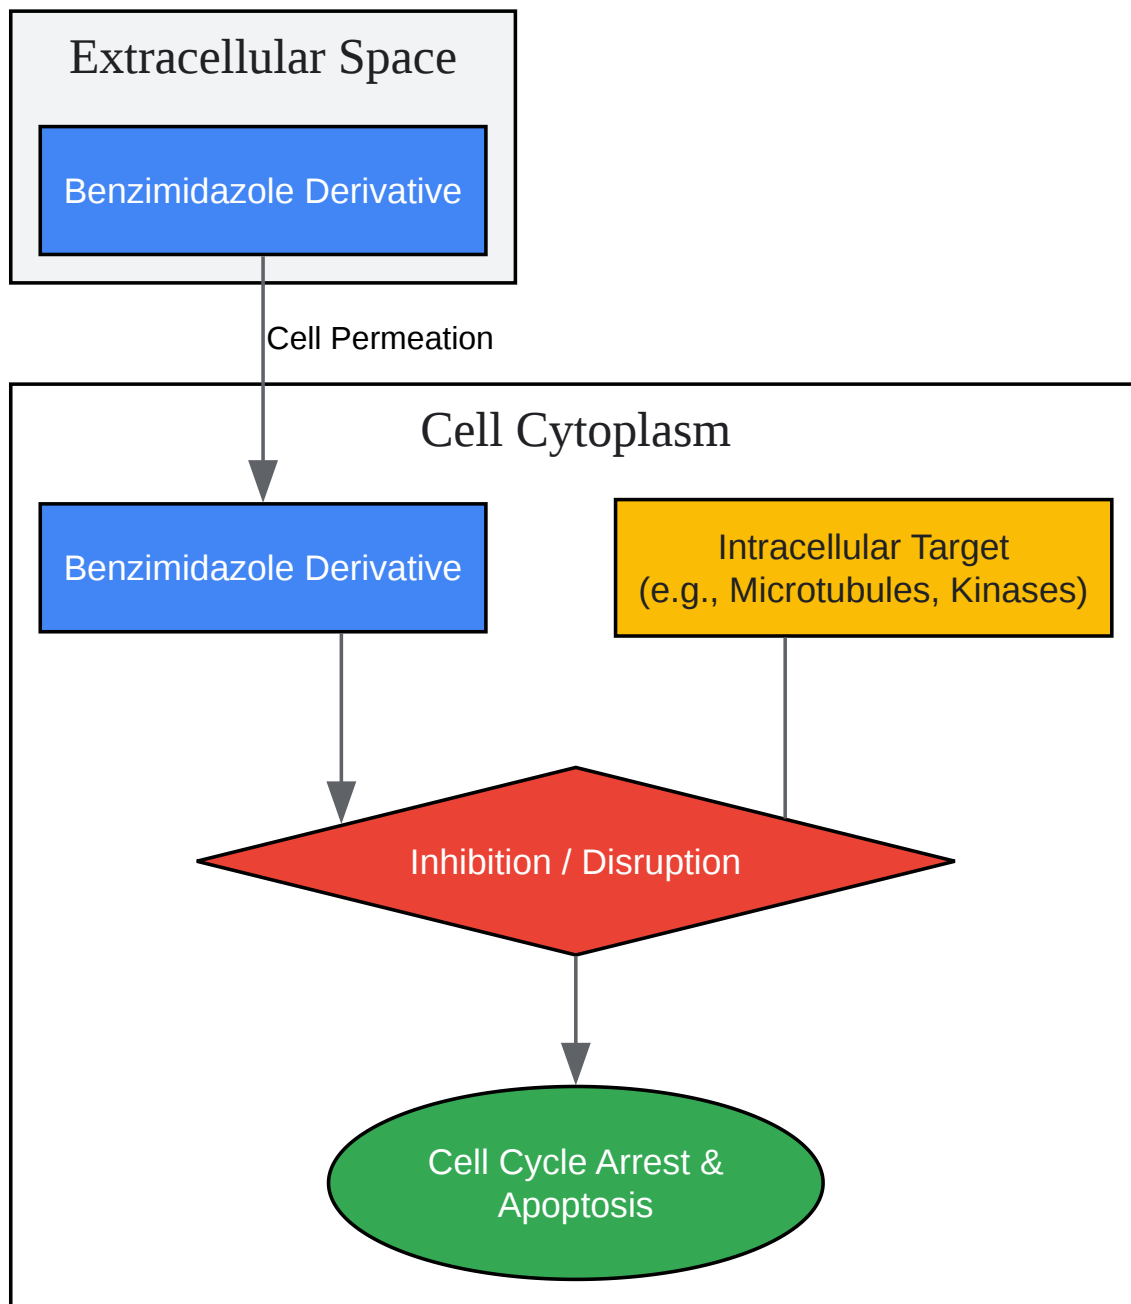 Extracellular Space
Benzimidazole Derivative
Cell Permeation
Cell Cytoplasm
Benzimidazole Derivative
Intracellular Target
(e.g., Microtubules, Kinases)
Inhibition / Disruption
Cell Cycle Arrest &
Apoptosis